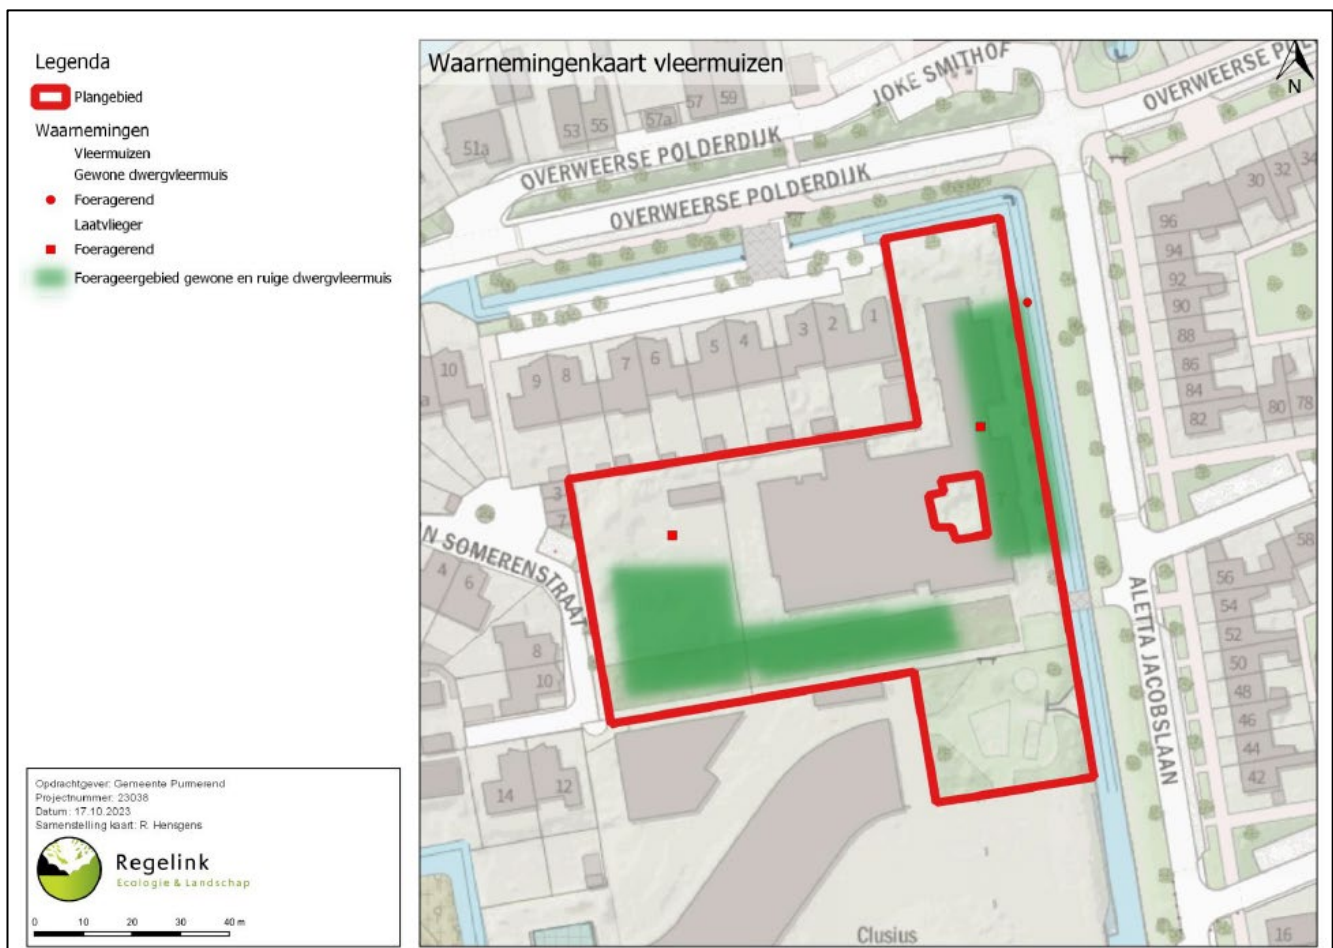 Legenda
Plangebied
Waarnemingen
Vleermuizen
Gewone dwergvleermuis
Foeragerend
Laatvlieger
Foeragerend
Foerageergebied gewone en ruige dwergvleermuis
Opdrachtgever: Gemeente Purmerend
Projectnummer: 23038
Datum: 17.10.2023
Samenstelling kaart: R. Hensgens
Regelink
Ecologie & Landschap
0 10 20 30 40 m
Waarnemingenkaart vleermuizen
N
JOKE SMITHOF
OVERWEERSE
OVERWEERSE POLDERDIJK
OVERWEERSE POLDERDIJK
51a
53
55
57a
57
59
30
32
34
96
94
92
90
88
86
84
82
80
78
10
9
8
7
6
5
4
3
2
1
3
7
7
N SOMERENSTRAAT
4
6
8
10
14
12
ALETTA JACOBSLAAN
58
56
54
52
50
48
46
44
42
16
Clusius